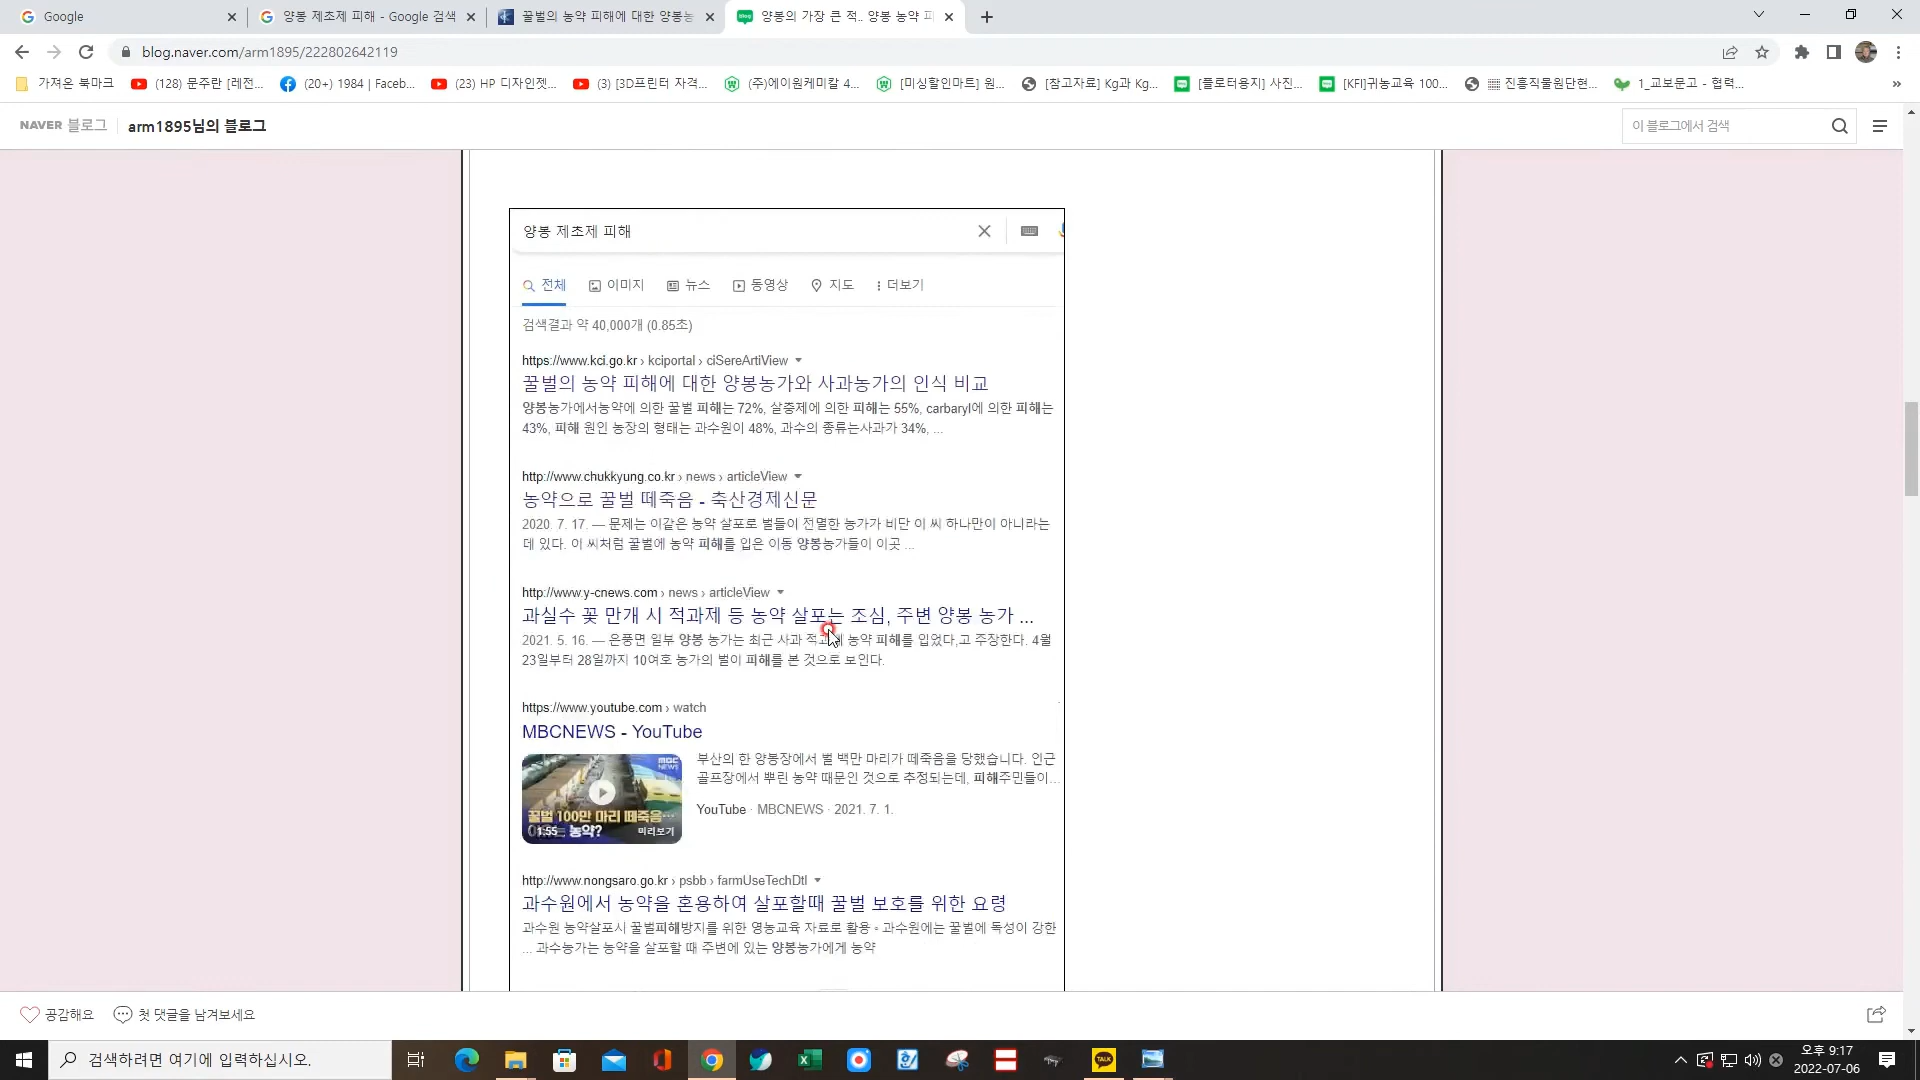 Google
양봉 제초제 피해 - Google 검색
꿀벌의 농약 피해에 대한 양봉농
양봉의 가장 큰 적.. 양봉 농약 피
blog.naver.com/arm1895/222802642119
가져온 북마크
(128) 문주란 [레전...
(20+) 1984 | Faceb...
(23) HP 디자인젯...
(3) [3D프린터 자격...
(주)에이원케미칼 4...
[미싱할인마트] 원...
[참고자료] Kg과 Kg...
[플로터용지] 사진...
[KFI]귀농교육 100...
진흥직물원단현...
1_교보문고 - 협력...
NAVER 블로그
arm1895님의 블로그
이 블로그에서 검색
양봉 제초제 피해
전체 이미지 뉴스 동영상 지도 더보기
검색결과 약 40,000개 (0.85초)
https://www.kci.go.kr › kciportal › ciSereArtiView
꿀벌의 농약 피해에 대한 양봉농가와 사과농가의 인식 비교
양봉농가에서농약에 의한 꿀벌 피해는 72%, 살충제에 의한 피해는 55%, carbaryl에 의한 피해는
43%, 피해 원인 농장의 형태는 과수원이 48%, 과수의 종류는사과가 34%, ...
http://www.chukkyung.co.kr › news › articleView
농약으로 꿀벌 떼죽음 - 축산경제신문
2020. 7. 17. — 문제는 이같은 농약 살포로 벌들이 전멸한 농가가 비단 이 씨 하나만이 아니라는
데 있다. 이 씨처럼 꿀벌에 농약 피해를 입은 이동 양봉농가들이 이곳 ...
http://www.y-cnews.com › news › articleView
과실수 꽃 만개 시 적과제 등 농약 살포는 조심, 주변 양봉 농가 ...
2021. 5. 16. — 은풍면 일부 양봉 농가는 최근 사과 적과제 농약 피해를 입었다,고 주장한다. 4월
23일부터 28일까지 10여호 농가의 벌이 피해를 본 것으로 보인다.
https://www.youtube.com › watch
MBCNEWS - YouTube
부산의 한 양봉장에서 벌 백만 마리가 떼죽음을 당했습니다. 인근
골프장에서 뿌린 농약 때문인 것으로 추정되는데, 피해주민들이...
YouTube · MBCNEWS · 2021. 7. 1.
MBC
NEWS
꿀벌 100만 마리 떼죽음…
농약?
1:55
미리보기
http://www.nongsaro.go.kr › psbb › farmUseTechDtl
과수원에서 농약을 혼용하여 살포할때 꿀벌 보호를 위한 요령
과수원 농약살포시 꿀벌피해방지를 위한 영농교육 자료로 활용 ◦ 과수원에는 꿀벌에 독성이 강한
... 과수농가는 농약을 살포할 때 주변에 있는 양봉농가에게 농약
공감해요
첫 댓글을 남겨보세요
검색하려면 여기에 입력하십시오.
TALK
오후 9:17
2022-07-06